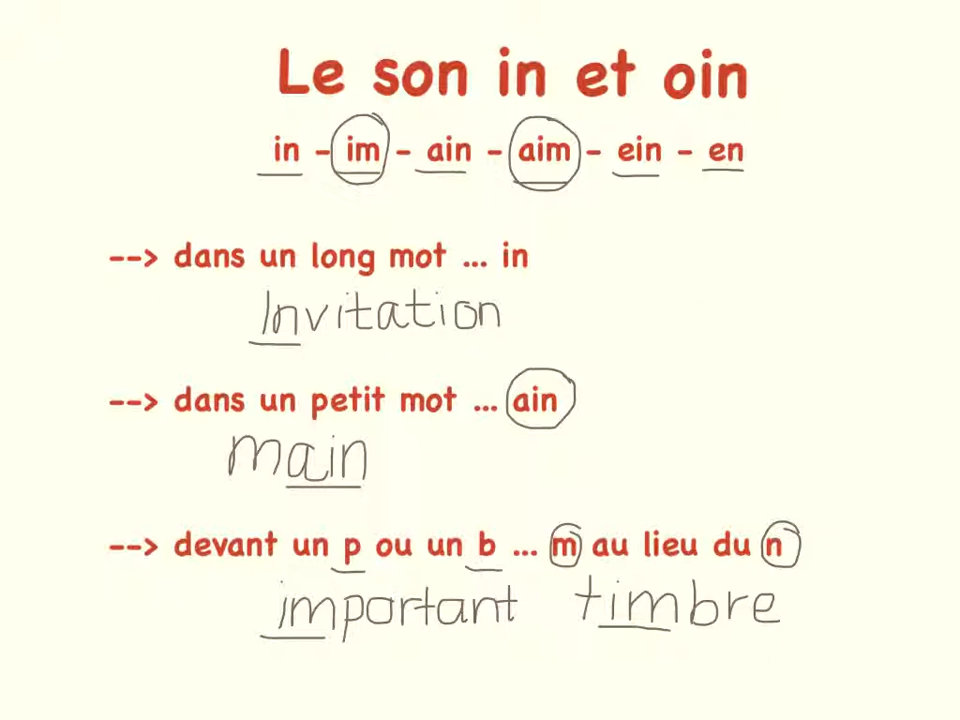 Le son in et oin
in - im - ain - aim - ein - en
--> dans un long mot ... in
Invitation
--> dans un petit mot ... ain
main
--> devant un p ou un b ... m au lieu du n
important timbre